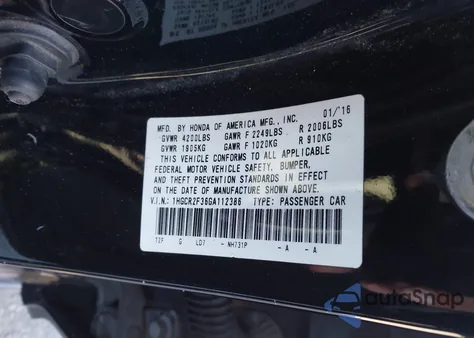 MFD. BY HONDA OF AMERICA MFG., INC. 01/'16
GVWR 4200LBS GAWR F 2249LBS R 2006LBS
GVWR 1905KG GAWR F 1020KG R 910KG
THIS VEHICLE CONFORMS TO ALL APPLICABLE
FEDERAL MOTOR VEHICLE SAFETY, BUMPER,
AND THEFT PREVENTION STANDARDS IN EFFECT
ON THE DATE OF MANUFACTURE SHOWN ABOVE.
V.I.N.: 1HGCR2F36GA112386 TYPE: PASSENGER CAR
G NH731P - A - A
autoSnap